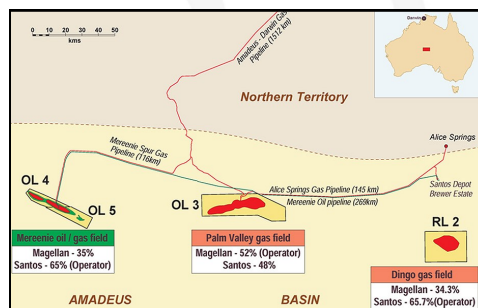 0 10 20 30 40 50
kms
Amadeus - Darwin Gas
Pipeline (1512 km)
Darwin
Northern Territory
Mereenie Spur Gas
Pipeline (116km)
Alice Springs
OL 4
OL 5
OL 3
Alice Springs Gas Pipeline (145 km)
Mereenie Oil pipeline (269km)
Santos Depot
Brewer Estate
RL 2
Mereenie oil / gas field
Magellan - 35%
Santos - 65% (Operator)
Palm Valley gas field
Magellan - 52% (Operator)
Santos - 48%
Dingo gas field
Magellan - 34.3%
Santos - 65.7%(Operator)
AMADEUS
BASIN